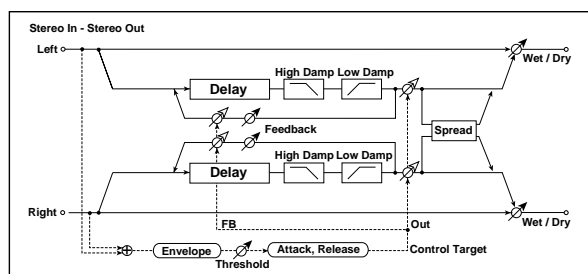 Stereo In - Stereo Out
Left
Wet / Dry
High Damp Low Damp
Delay
Feedback
Spread
High Damp Low Damp
Delay
Right
FB
Out
Wet / Dry
Envelope
Threshold
Attack, Release
Control Target